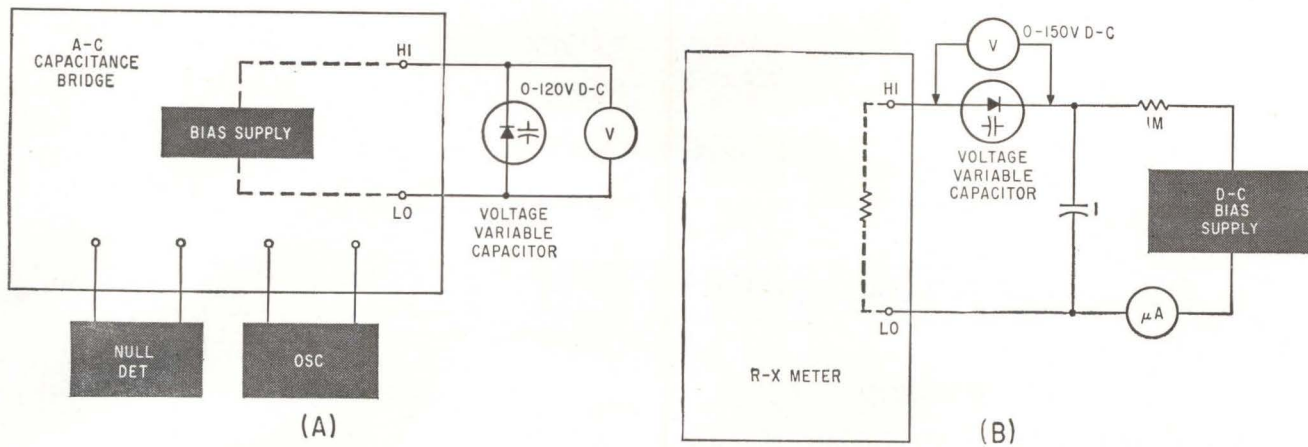 A-C
CAPACITANCE
BRIDGE
BIAS SUPPLY
HI
LO
0-120V D-C
V
VOLTAGE
VARIABLE
CAPACITOR
NULL
DET
OSC
(A)
V
0-150V D-C
HI
VOLTAGE
VARIABLE
CAPACITOR
1M
1
D-C
BIAS
SUPPLY
LO
μA
R-X METER
(B)